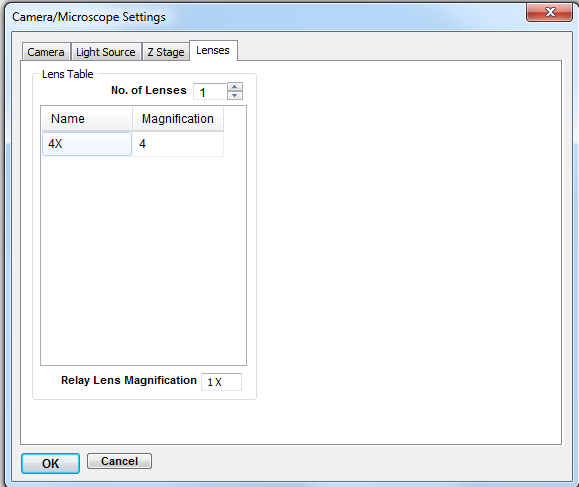 Camera/Microscope Settings
Camera Light Source Z Stage Lenses
Lens Table
No. of Lenses 1
Name Magnification
4X 4
Relay Lens Magnification 1 X
OK Cancel